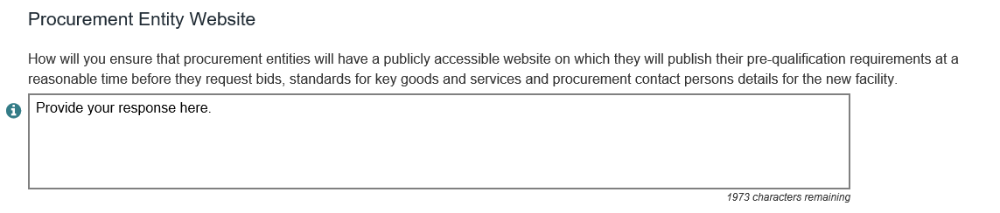 Procurement Entity Website
How will you ensure that procurement entities will have a publicly accessible website on which they will publish their pre-qualification requirements at a
reasonable time before they request bids, standards for key goods and services and procurement contact persons details for the new facility.
Provide your response here.
1973 characters remaining